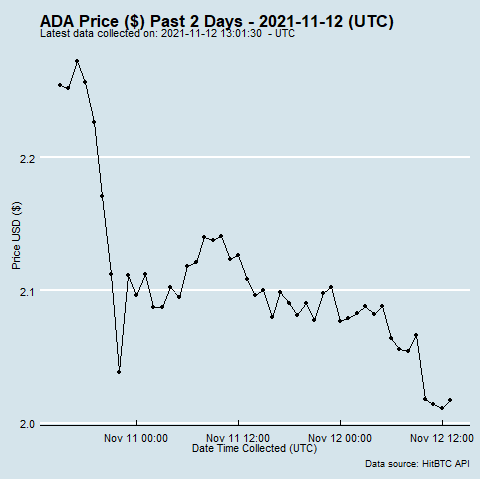 ADA Price ($) Past 2 Days - 2021-11-12 (UTC)
Latest data collected on: 2021-11-12 13:01:30 - UTC
2.2
2.1
2.0
Price USD ($)
Nov 11 00:00 Nov 11 12:00 Nov 12 00:00 Nov 12 12:00
Date Time Collected (UTC)
Data source: HitBTC API